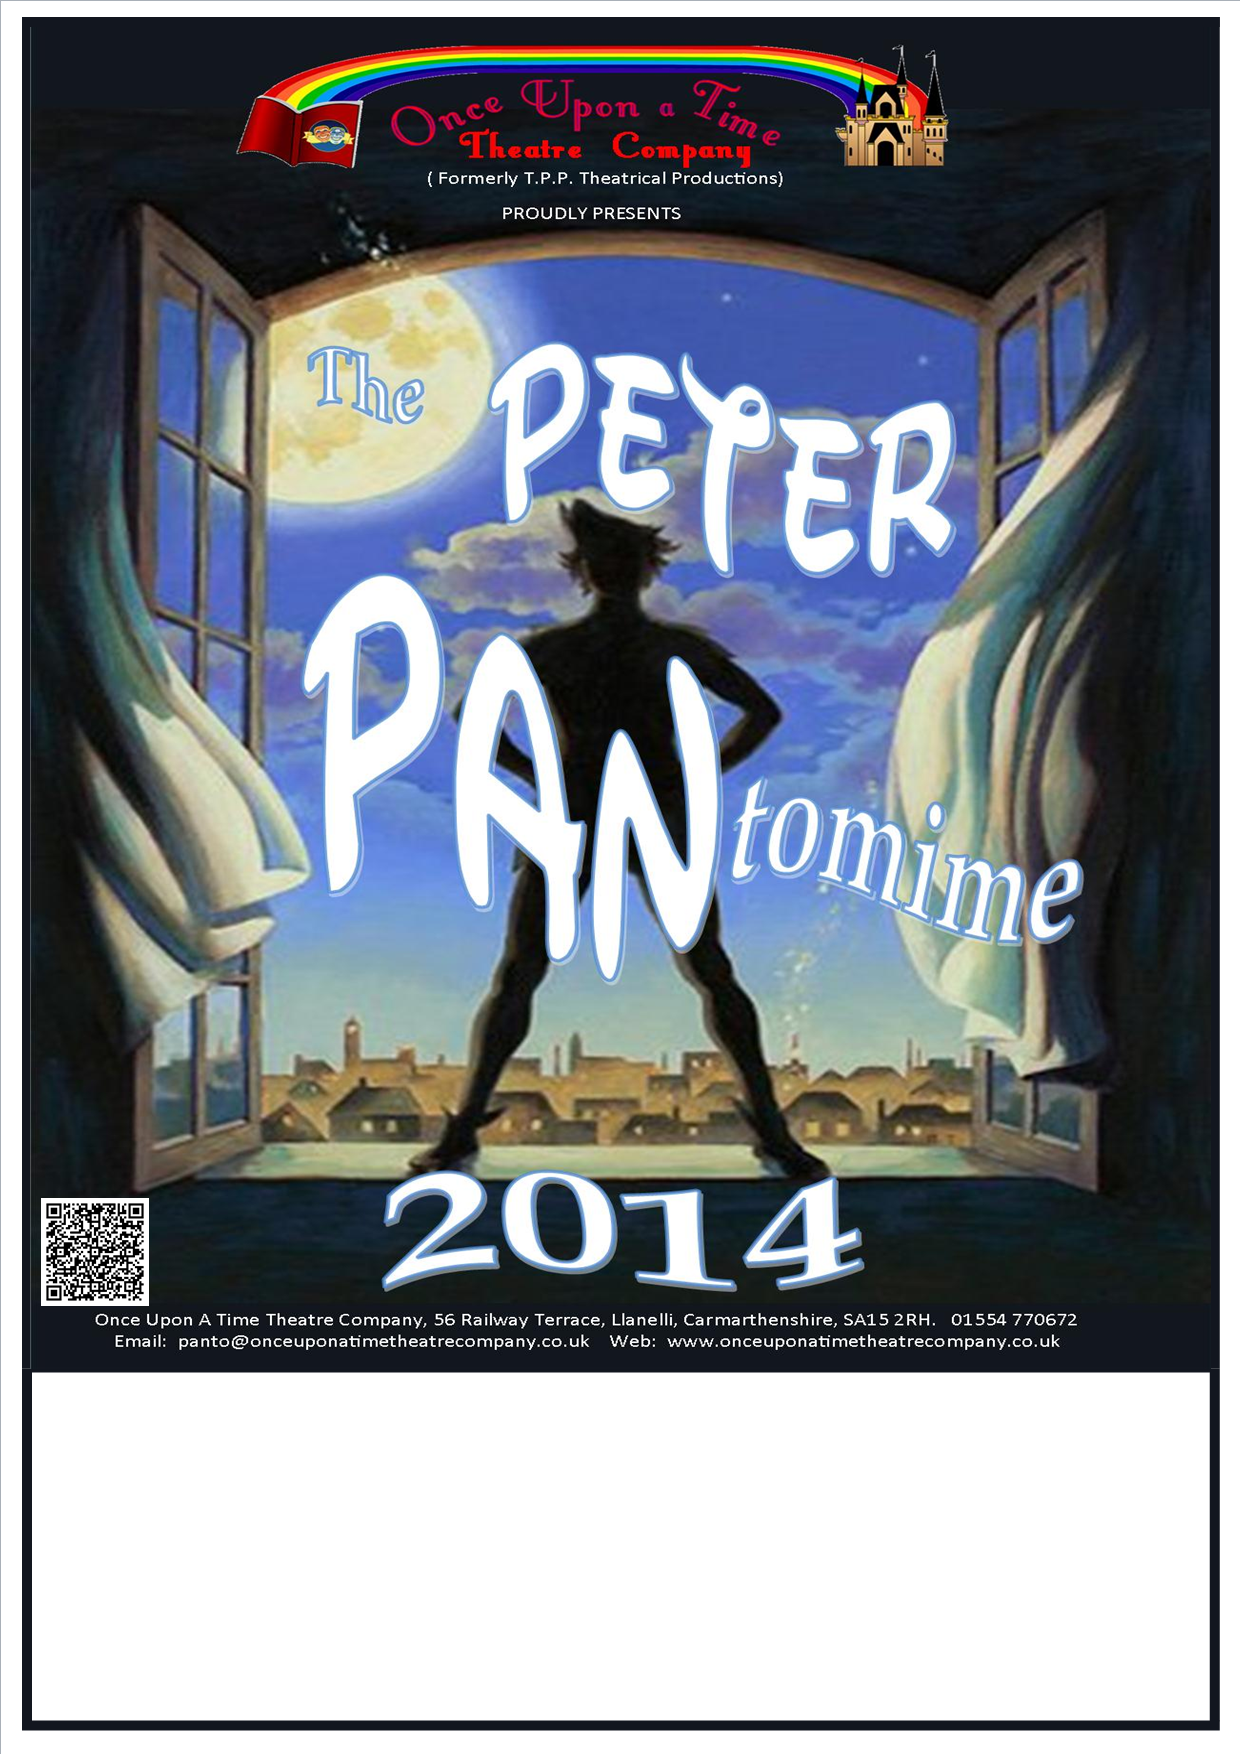 Once Upon a Time
Theatre Company
( Formerly T.P.P. Theatrical Productions)
PROUDLY PRESENTS
The PETER
PANtomime
2014
Once Upon A Time Theatre Company, 56 Railway Terrace, Llanelli, Carmarthenshire, SA15 2RH. 01554 770672
Email: panto@onceuponatimetheatrecompany.co.uk Web: www.onceuponatimetheatrecompany.co.uk